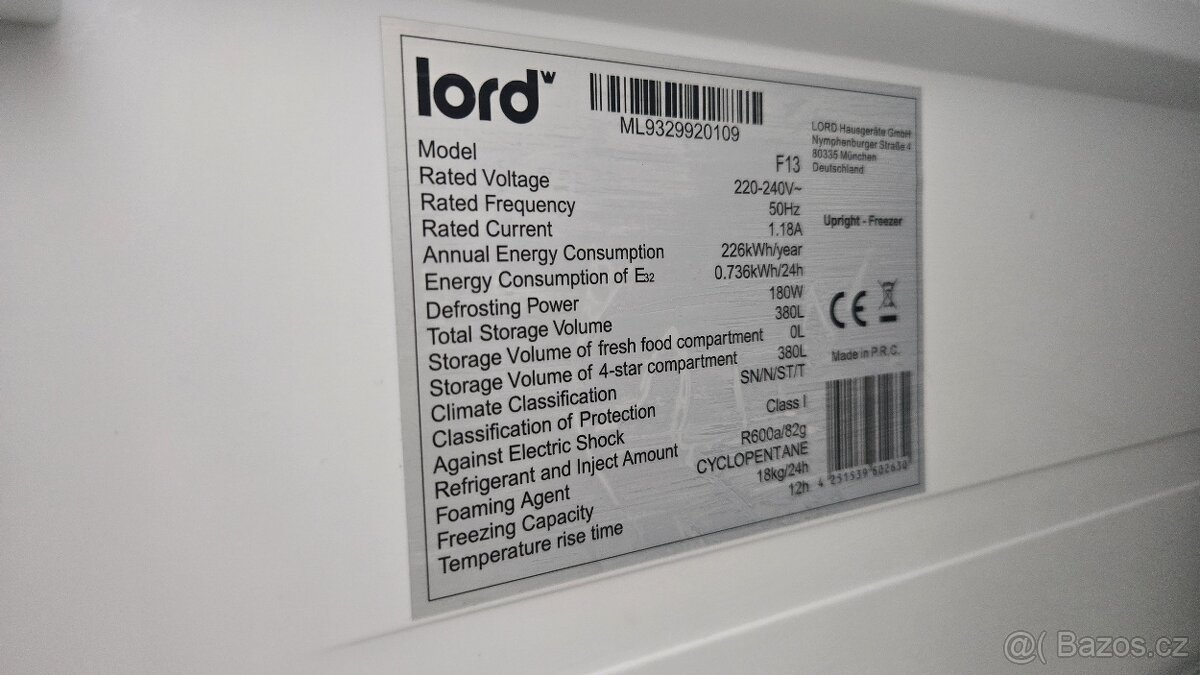 lord
ML9329920109
LORD Hausgeräte GmbH
Nymphenburger Straße 4
80335 München
Deutschland
Upright - Freezer
CE
Made in P.R.C.
4 251539 602630
Model F13
Rated Voltage 220-240V~
Rated Frequency 50Hz
Rated Current 1.18A
Annual Energy Consumption 226kWh/year
Energy Consumption of E32 0.736kWh/24h
Defrosting Power 180W
Total Storage Volume 380L
Storage Volume of fresh food compartment 0L
Storage Volume of 4-star compartment 380L
Climate Classification SN/N/ST/T
Classification of Protection
Against Electric Shock Class I
Refrigerant and Inject Amount R600a/82g
Foaming Agent CYCLOPENTANE
Freezing Capacity 18kg/24h
Temperature rise time 12h
@( Bazos.cz